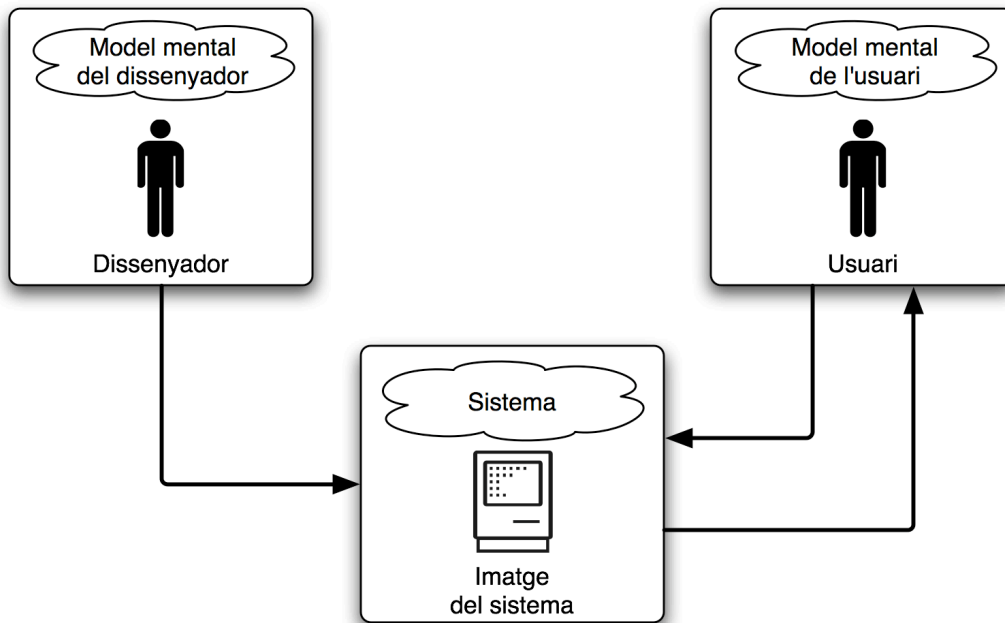 Model mental
del dissenyador
Dissenyador
Model mental
de l'usuari
Usuari
Sistema
Imatge
del sistema